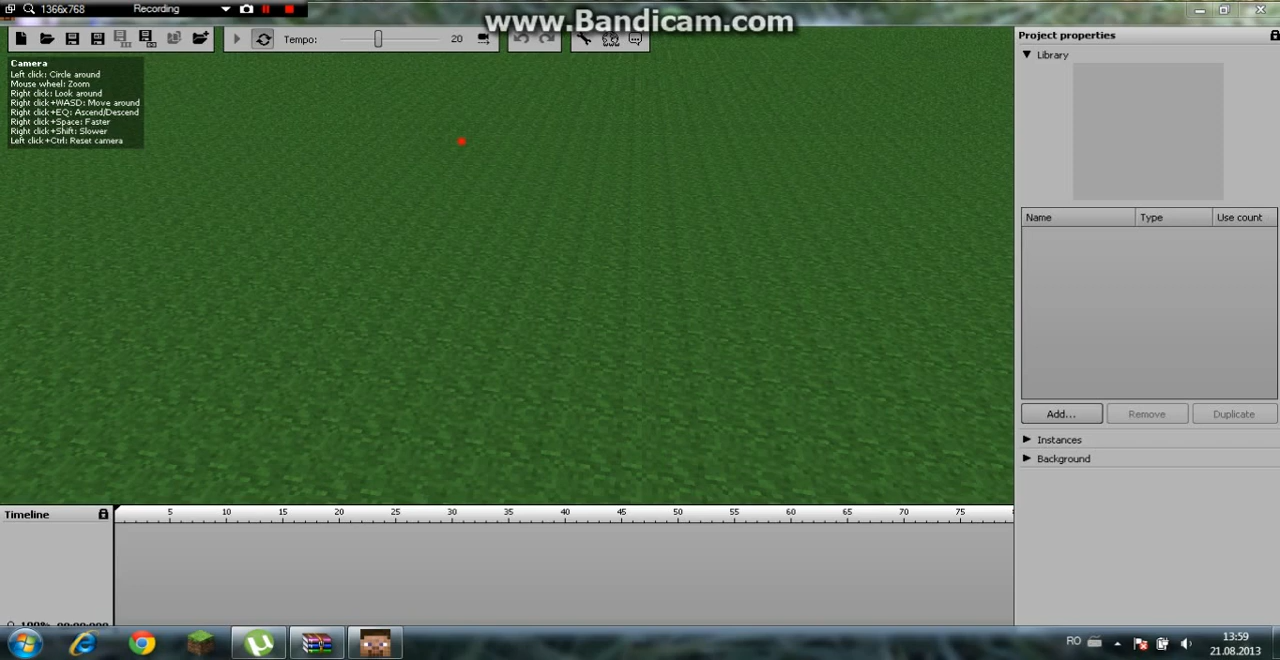 1366x768 Recording
www.Bandicam.com
Tempo: 20
Camera
Left click: Circle around
Mouse wheel: Zoom
Right click: Look around
Right click+WASD: Move around
Right click+EQ: Ascend/Descend
Right click+Space: Faster
Right click+Shift: Slower
Left click+Ctrl: Reset camera
Project properties
Library
Name Type Use count
Add... Remove Duplicate
Instances
Background
Timeline
5 10 15 20 25 30 35 40 45 50 55 60 65 70 75
100% 00:00:000
RO
13:59
21.08.2013